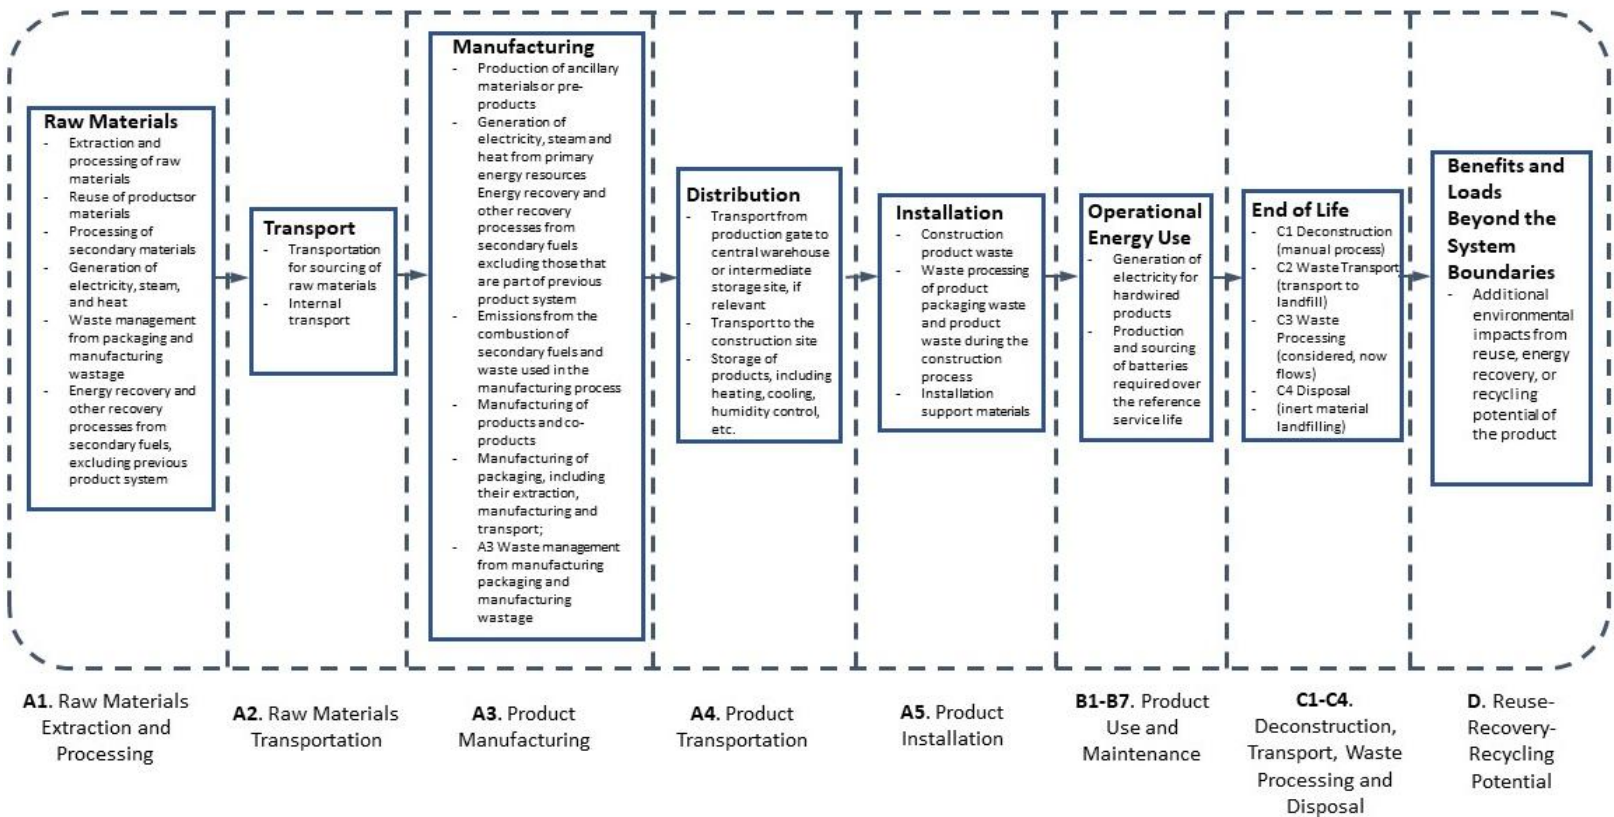 Raw Materials
- Extraction and
processing of raw
materials
- Reuse of productsor
materials
- Processing of
secondary materials
- Generation of
electricity, steam,
and heat
- Waste management
from packaging and
manufacturing
wastage
- Energy recovery and
other recovery
processes from
secondary fuels,
excluding previous
product system
Transport
- Transportation
for sourcing of
raw materials
- Internal
transport
Manufacturing
- Production of ancillary
materials or pre-
products
- Generation of
electricity, steam and
heat from primary
energy resources
Energy recovery and
other recovery
processes from
secondary fuels
excluding those that
are part of previous
product system
- Emissions from the
combustion of
secondary fuels and
waste used in the
manufacturing process
- Manufacturing of
products and co-
products
- Manufacturing of
packaging, including
their extraction,
manufacturing and
transport;
- A3 Waste management
from manufacturing
packaging and
manufacturing
wastage
Distribution
- Transport from
production gate to
central warehouse
or intermediate
storage site, if
relevant
- Transport to the
construction site
- Storage of
products, including
heating, cooling,
humidity control,
etc.
Installation
- Construction
product waste
- Waste processing
of product
packaging waste
and product
waste during the
construction
process
- Installation
support materials
Operational
Energy Use
- Generation of
electricity for
hardwired
products
- Production
and sourcing
of batteries
required over
the reference
service life
End of Life
- C1 Deconstruction
(manual process)
- C2 Waste Transport
(transport to
landfill)
- C3 Waste
Processing
(considered, now
flows)
- C4 Disposal
- (inert material
landfilling)
Benefits and
Loads
Beyond the
System
Boundaries
- Additional
environmental
impacts from
reuse, energy
recovery, or
recycling
potential of
the product
A1. Raw Materials
Extraction and
Processing
A2. Raw Materials
Transportation
A3. Product
Manufacturing
A4. Product
Transportation
A5. Product
Installation
B1-B7. Product
Use and
Maintenance
C1-C4.
Deconstruction,
Transport, Waste
Processing and
Disposal
D. Reuse-
Recovery-
Recycling
Potential